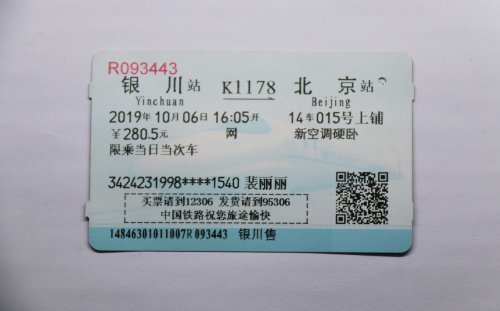 R093443
银川站 K1178 北京站
Yinchuan Beijing
2019年10月06日16:05开 14车015号上铺
￥280.5元 网 新空调硬卧
限乘当日当次车
3424231998****1540 裴丽丽
买票请到12306 发货请到95306
中国铁路祝您旅途愉快
14846301011007R093443 银川售